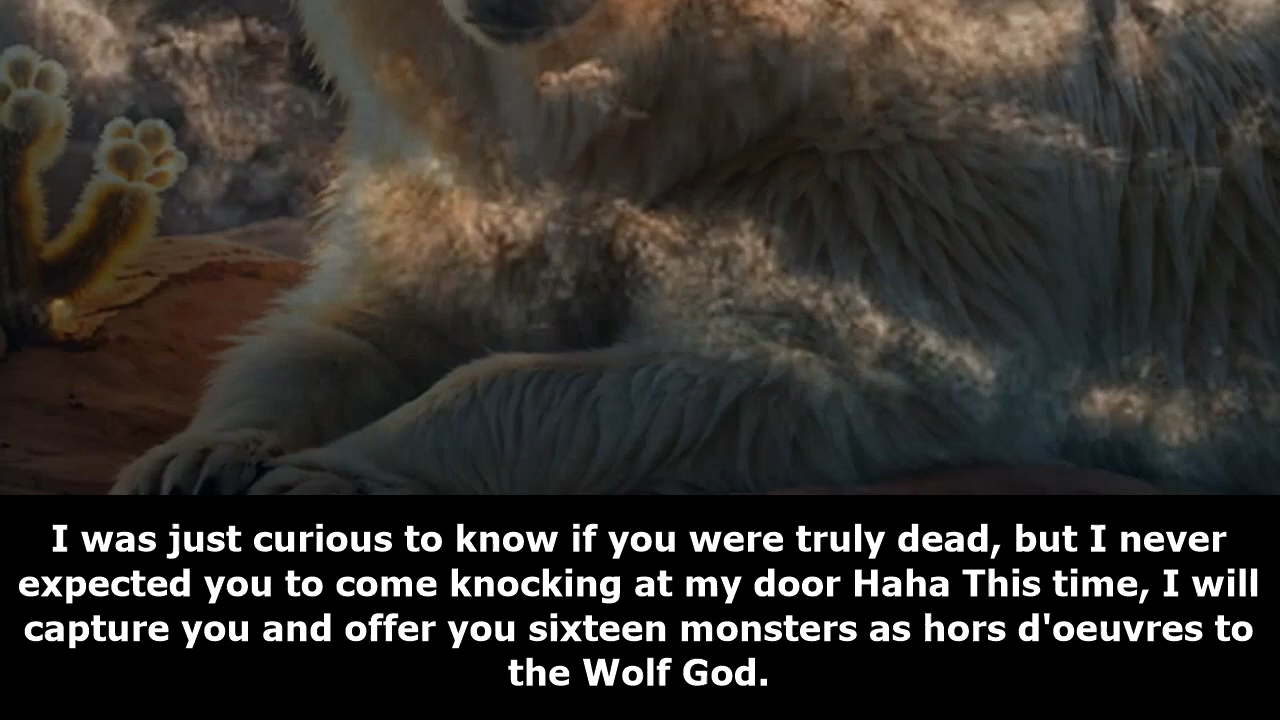 I was just curious to know if you were truly dead, but I never
expected you to come knocking at my door Haha This time, I will
capture you and offer you sixteen monsters as hors d'oeuvres to
the Wolf God.